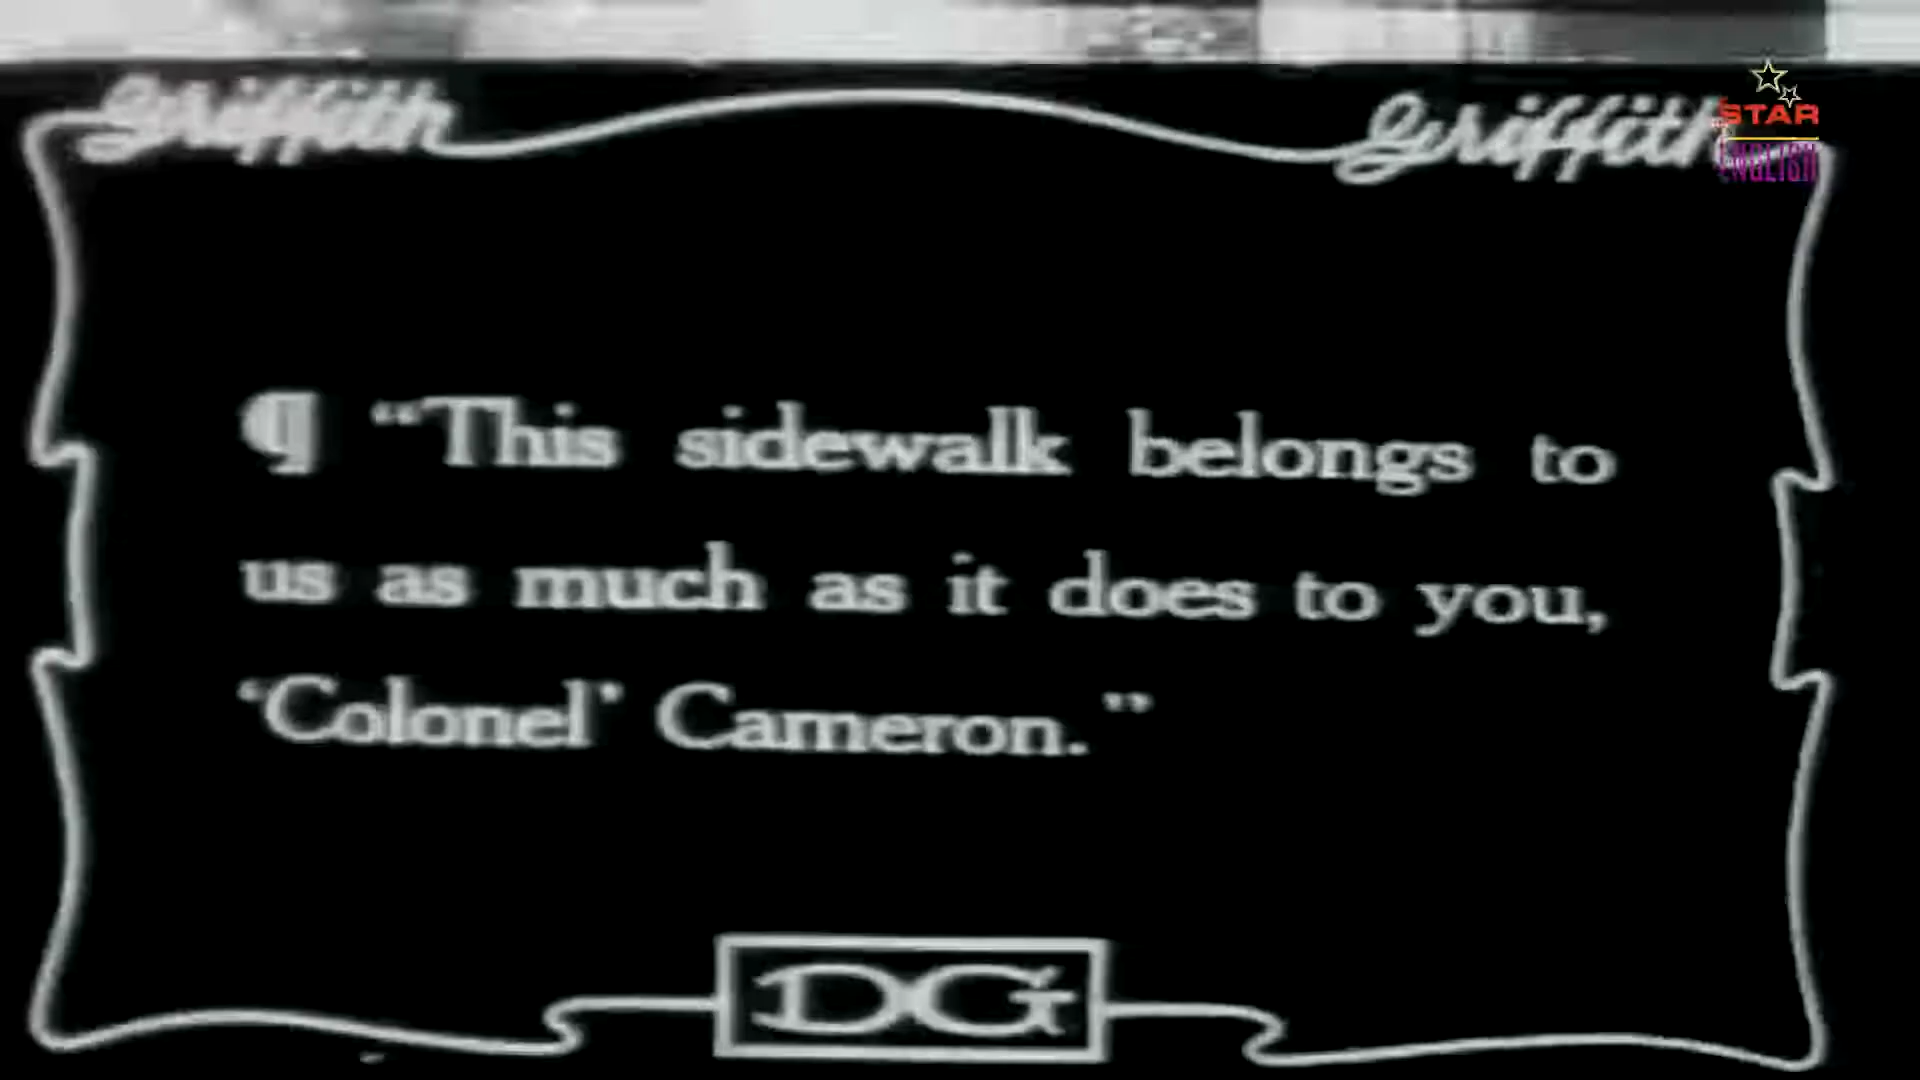 Griffith Griffith
STAR
ENGLISH
¶ “This sidewalk belongs to
us as much as it does to you,
‘Colonel’ Cameron.”
DG